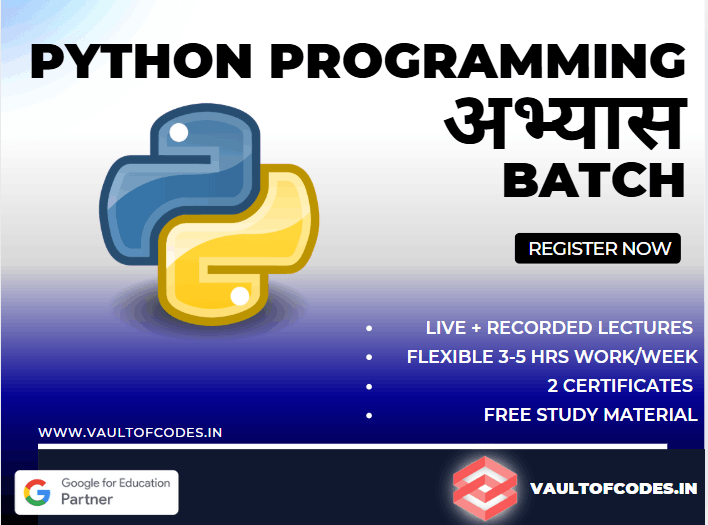 PYTHON PROGRAMMING
अभ्यास
BATCH
REGISTER NOW
• LIVE + RECORDED LECTURES
• FLEXIBLE 3-5 HRS WORK/WEEK
• 2 CERTIFICATES
• FREE STUDY MATERIAL
WWW.VAULTOFCODES.IN
Google for Education
Partner
VAULTOFCODES.IN